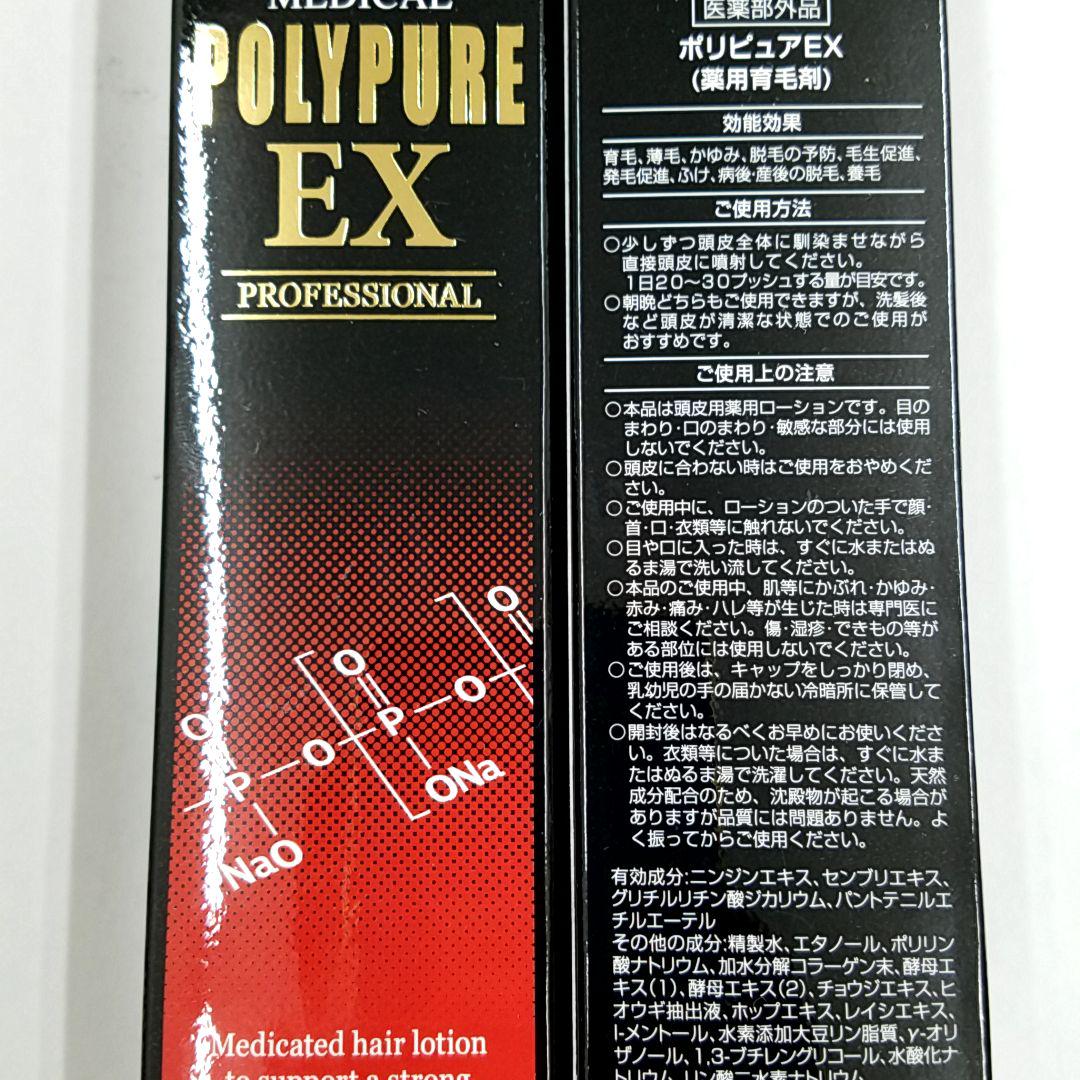 MEDICAL
POLYPURE
EX
PROFESSIONAL
O
O
O
P
O
ONa
O
P
O
NaO
Medicated hair lotion
to support a strong
医薬部外品
ポリピュアEX
(薬用育毛剤)
効能効果
育毛、薄毛、かゆみ、脱毛の予防、毛生促進、
発毛促進、ふけ、病後・産後の脱毛、養毛
ご使用方法
○少しずつ頭皮全体に馴染ませながら
直接頭皮に噴射してください。
1日20〜30プッシュする量が目安です。
○朝晩どちらもご使用できますが、洗髪後
など頭皮が清潔な状態でのご使用が
おすすめです。
ご使用上の注意
○本品は頭皮用薬用ローションです。目の
まわり・口のまわり・敏感な部分には使用
しないでください。
○頭皮に合わない時はご使用をおやめくだ
さい。
○ご使用中に、ローションのついた手で顔・
首・口・衣類等に触れないでください。
○目や口に入った時は、すぐに水またはぬ
るま湯で洗い流してください。
○本品のご使用中、肌等にかぶれ・かゆみ・
赤み・痛み・ハレ等が生じた時は専門医に
ご相談ください。傷・湿疹・できもの等が
ある部位には使用しないでください。
○ご使用後は、キャップをしっかり閉め、
乳幼児の手の届かない冷暗所に保管して
ください。
○開封後はなるべくお早めにお使いくださ
い。衣類等についた場合は、すぐに水ま
たはぬるま湯で洗濯してください。天然
成分配合のため、沈殿物が起こる場合が
ありますが品質には問題ありません。よ
く振ってからご使用ください。
有効成分:ニンジンエキス、センブリエキス、
グリチルリチン酸ジカリウム、パントテニルエ
チルエーテル
その他の成分:精製水、エタノール、ポリリン
酸ナトリウム、加水分解コラーゲン末、酵母エ
キス(1)、酵母エキス(2)、チョウジエキス、ヒ
オウギ抽出液、ホップエキス、レイシエキス、
l-メントール、水素添加大豆リン脂質、γ-オリ
ザノール、1,3-ブチレングリコール、水酸化ナ
トリウム、リン酸二水素ナトリウム